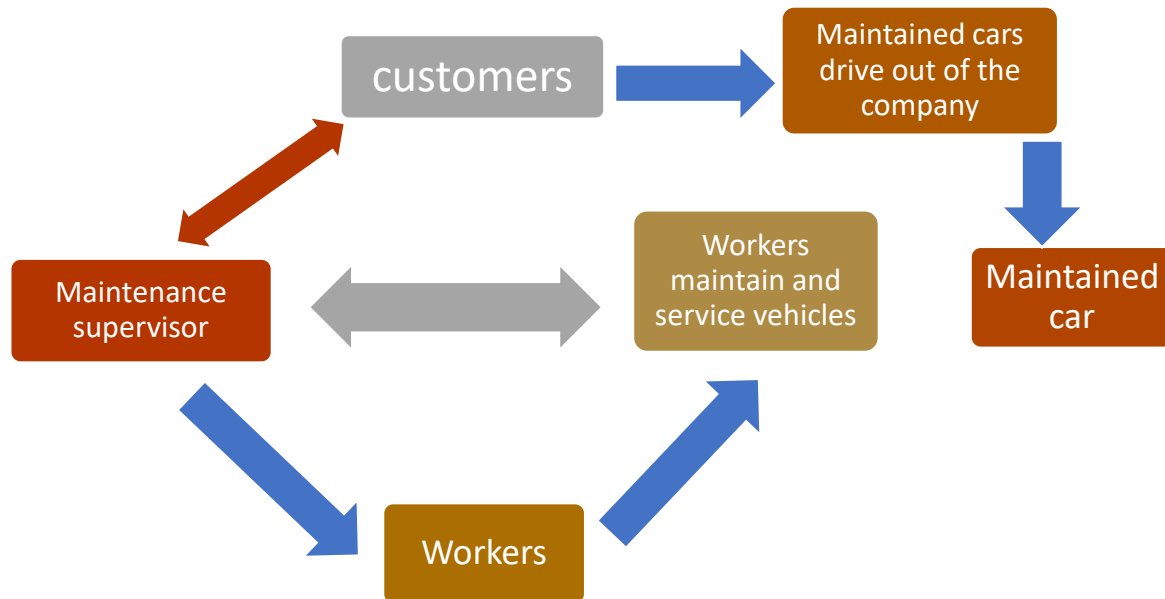 customers
Maintained cars
drive out of the
company
Workers
maintain and
service vehicles
Maintained
car
Maintenance
supervisor
Workers